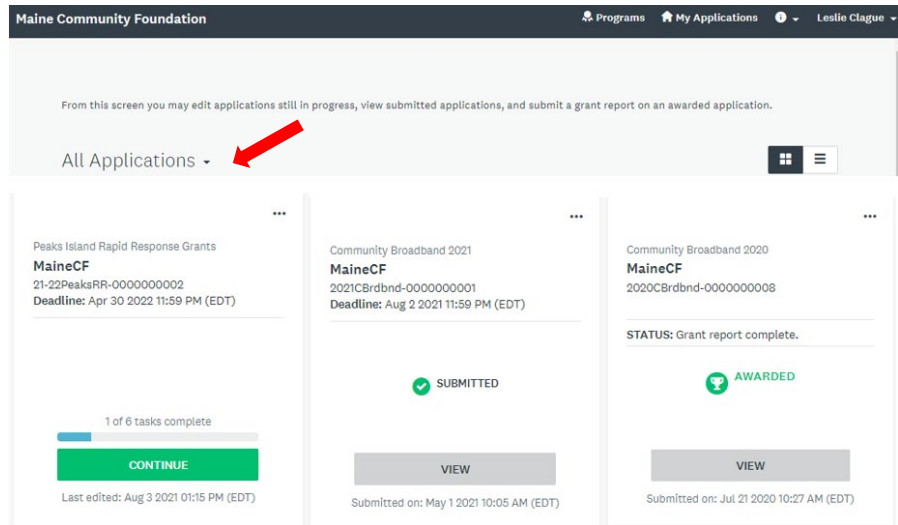 Maine Community Foundation
Programs
My Applications
Leslie Clague
From this screen you may edit applications still in progress, view submitted applications, and submit a grant report on an awarded application.
All Applications
Peaks Island Rapid Response Grants
MaineCF
21-22PeaksRR-0000000002
Deadline: Apr 30 2022 11:59 PM (EDT)
1 of 6 tasks complete
CONTINUE
Last edited: Aug 3 2021 01:15 PM (EDT)
Community Broadband 2021
MaineCF
2021CBrdbnd-0000000001
Deadline: Aug 2 2021 11:59 PM (EDT)
SUBMITTED
VIEW
Submitted on: May 1 2021 10:05 AM (EDT)
Community Broadband 2020
MaineCF
2020CBrdbnd-0000000008
STATUS: Grant report complete.
AWARDED
VIEW
Submitted on: Jul 21 2020 10:27 AM (EDT)